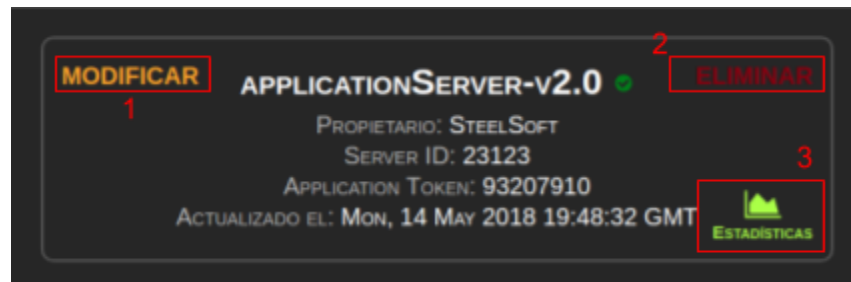 2
MODIFICAR
ELIMINAR
1
APPLICATIONSERVER-V2.0
PROPIETARIO: STEELSOFT
SERVER ID: 23123
3
APPLICATION TOKEN: 93207910
ACTUALIZADO EL: MON, 14 MAY 2018 19:48:32 GMT
ESTADÍSTICAS